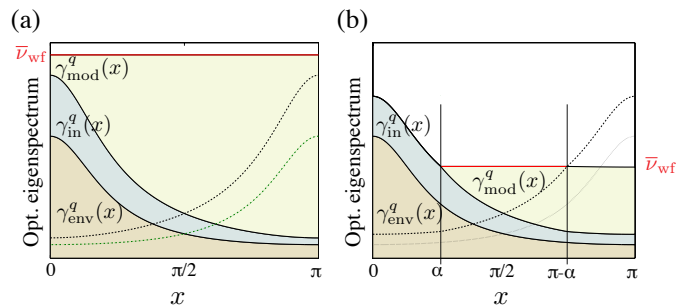 (a)
ν̅wf
γ^q_mod(x)
γ^q_in(x)
γ^q_env(x)
Opt. eigenspectrum
0
π/2
π
x
(b)
γ^q_in(x)
γ^q_mod(x)
ν̅wf
γ^q_env(x)
Opt. eigenspectrum
0
α
π/2
π-α
π
x